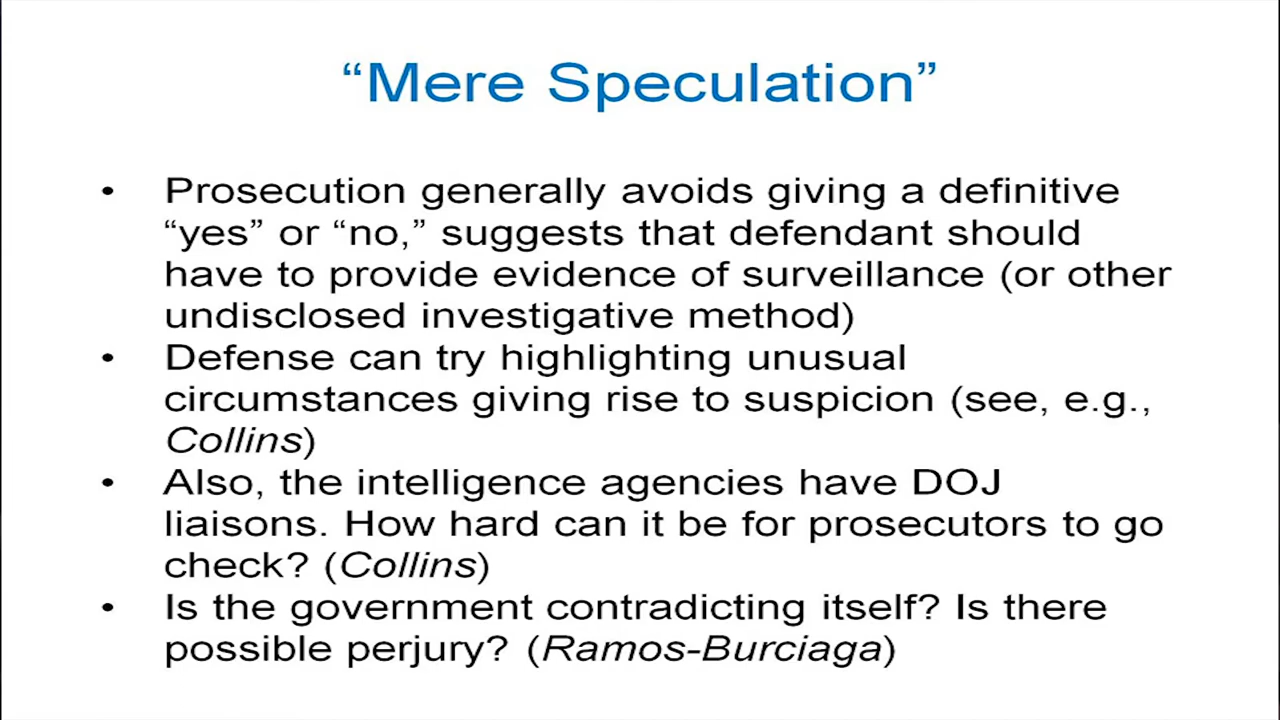 “Mere Speculation”
• Prosecution generally avoids giving a definitive
“yes” or “no,” suggests that defendant should
have to provide evidence of surveillance (or other
undisclosed investigative method)
• Defense can try highlighting unusual
circumstances giving rise to suspicion (see, e.g.,
Collins)
• Also, the intelligence agencies have DOJ
liaisons. How hard can it be for prosecutors to go
check? (Collins)
• Is the government contradicting itself? Is there
possible perjury? (Ramos-Burciaga)